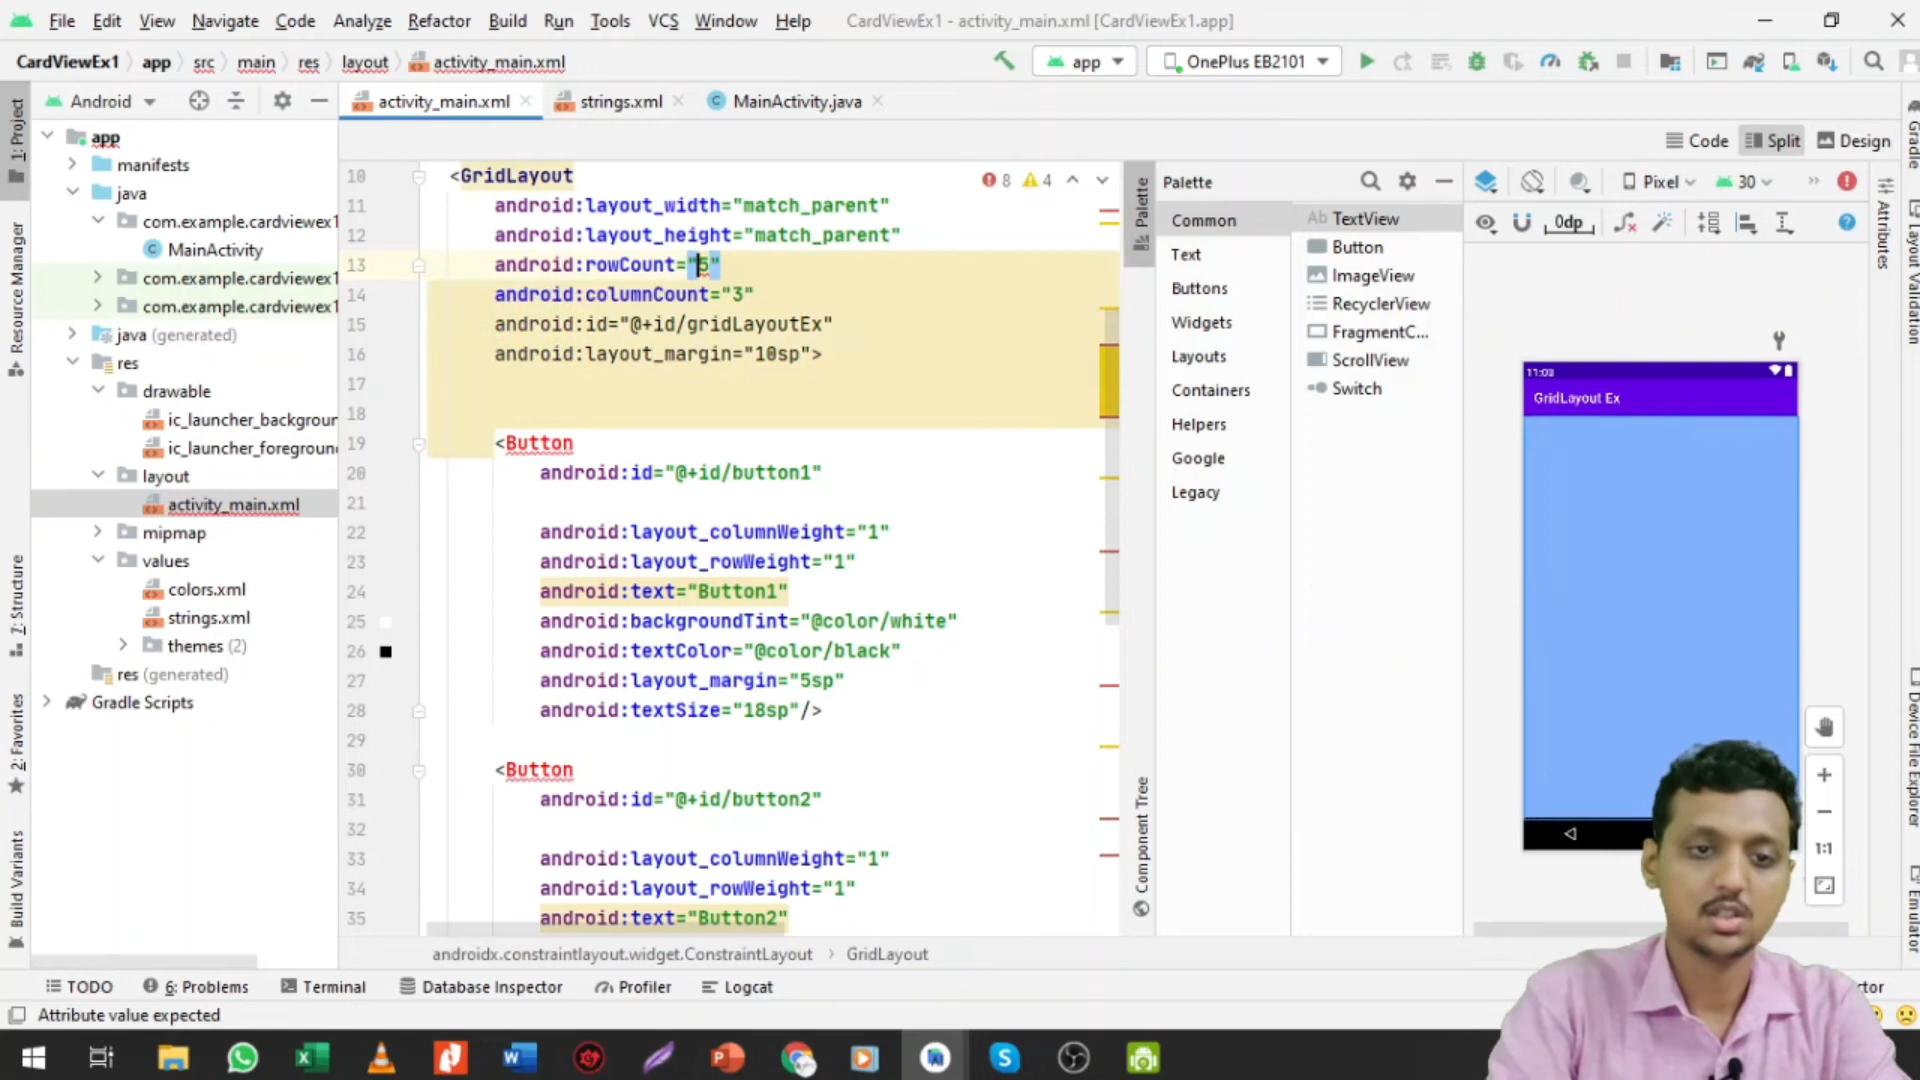 File Edit View Navigate Code Analyze Refactor Build Run Tools VCS Window Help CardViewEx1 - activity_main.xml [CardViewEx1.app]
CardViewEx1 app src main res layout activity_main.xml app OnePlus EB2101
Android activity_main.xml strings.xml MainActivity.java
Code Split Design
1: Project
Resource Manager
7: Structure
2: Favorites
Build Variants
app
manifests
java
com.example.cardviewex1
MainActivity
com.example.cardviewex1
com.example.cardviewex1
java (generated)
res
drawable
ic_launcher_backgroun
ic_launcher_foreground
layout
activity_main.xml
mipmap
values
colors.xml
strings.xml
themes (2)
res (generated)
Gradle Scripts
8 4
10 <GridLayout
11 android:layout_width="match_parent"
12 android:layout_height="match_parent"
13 android:rowCount="5"
14 android:columnCount="3"
15 android:id="@+id/gridLayoutEx"
16 android:layout_margin="10sp">
17
18
19 <Button
20 android:id="@+id/button1"
21
22 android:layout_columnWeight="1"
23 android:layout_rowWeight="1"
24 android:text="Button1"
25 android:backgroundTint="@color/white"
26 android:textColor="@color/black"
27 android:layout_margin="5sp"
28 android:textSize="18sp"/>
29
30 <Button
31 android:id="@+id/button2"
32
33 android:layout_columnWeight="1"
34 android:layout_rowWeight="1"
35 android:text="Button2"
androidx.constraintlayout.widget.ConstraintLayout › GridLayout
Palette
Component Tree
Palette
Common
Text
Buttons
Widgets
Layouts
Containers
Helpers
Google
Legacy
Ab TextView
Button
ImageView
RecyclerView
FragmentC...
ScrollView
Switch
Pixel 30
0dp
11:03
GridLayout Ex
1:1
Gradle
Attributes
Layout Validation
Device File Explorer
Emulator
TODO 6: Problems Terminal Database Inspector Profiler Logcat
Attribute value expected